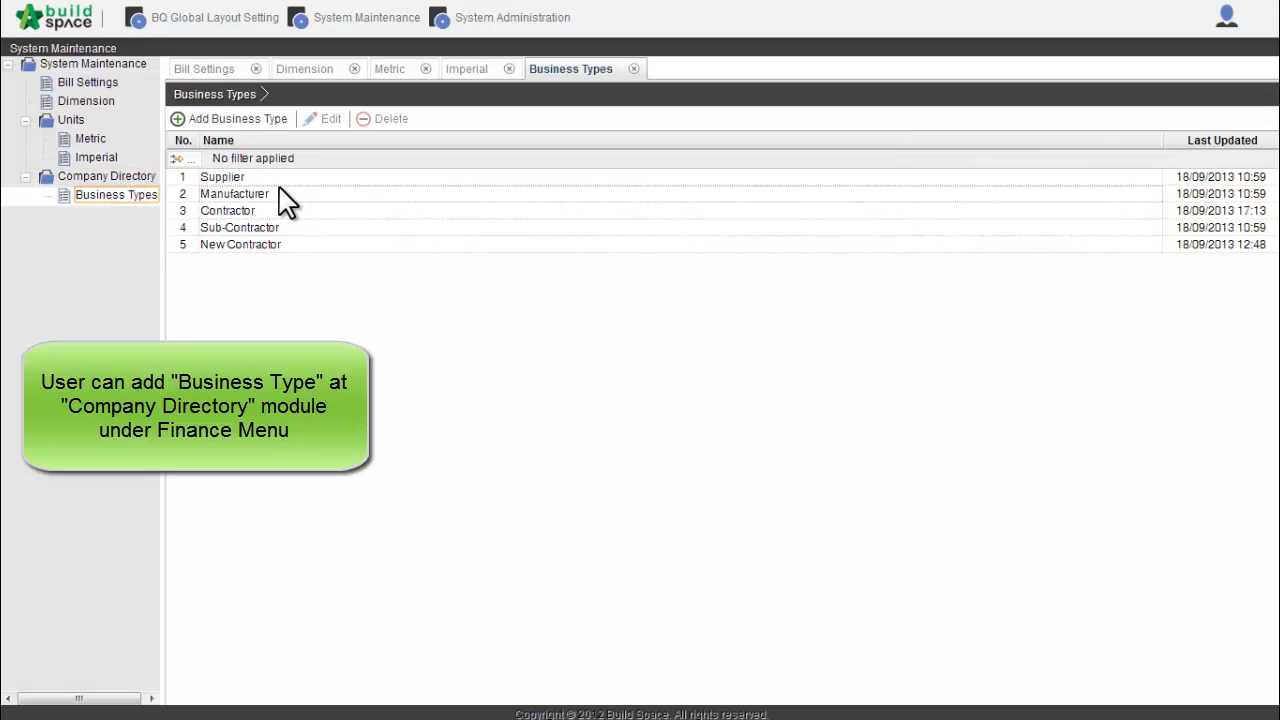 build
space
BQ Global Layout Setting
System Maintenance
System Administration
System Maintenance
System Maintenance
Bill Settings
Dimension
Units
Metric
Imperial
Company Directory
Business Types
Bill Settings
Dimension
Metric
Imperial
Business Types
Business Types
Add Business Type
Edit
Delete
No. Name Last Updated
... No filter applied
1 Supplier 18/09/2013 10:59
2 Manufacturer 18/09/2013 10:59
3 Contractor 18/09/2013 17:13
4 Sub-Contractor 18/09/2013 10:59
5 New Contractor 18/09/2013 12:48
User can add "Business Type" at
"Company Directory" module
under Finance Menu
Copyright © 2012 Build Space. All rights reserved.